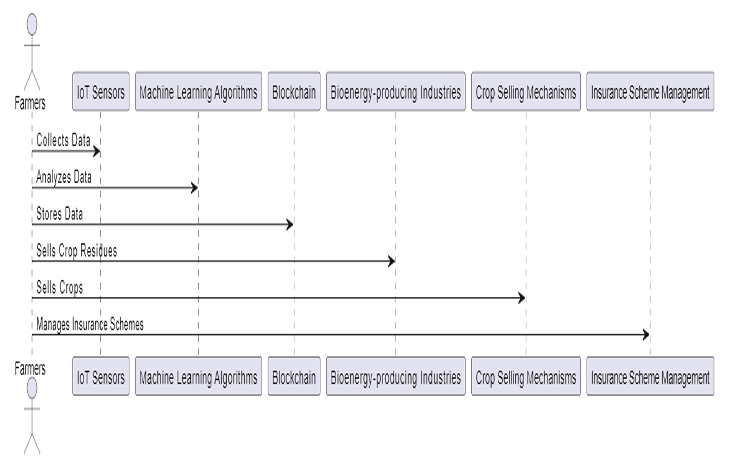 Farmers
IoT Sensors
Machine Learning Algorithms
Blockchain
Bioenergy-producing Industries
Crop Selling Mechanisms
Insurance Scheme Management
Collects Data
Analyzes Data
Stores Data
Sells Crop Residues
Sells Crops
Manages Insurance Schemes
Farmers
IoT Sensors
Machine Learning Algorithms
Blockchain
Bioenergy-producing Industries
Crop Selling Mechanisms
Insurance Scheme Management